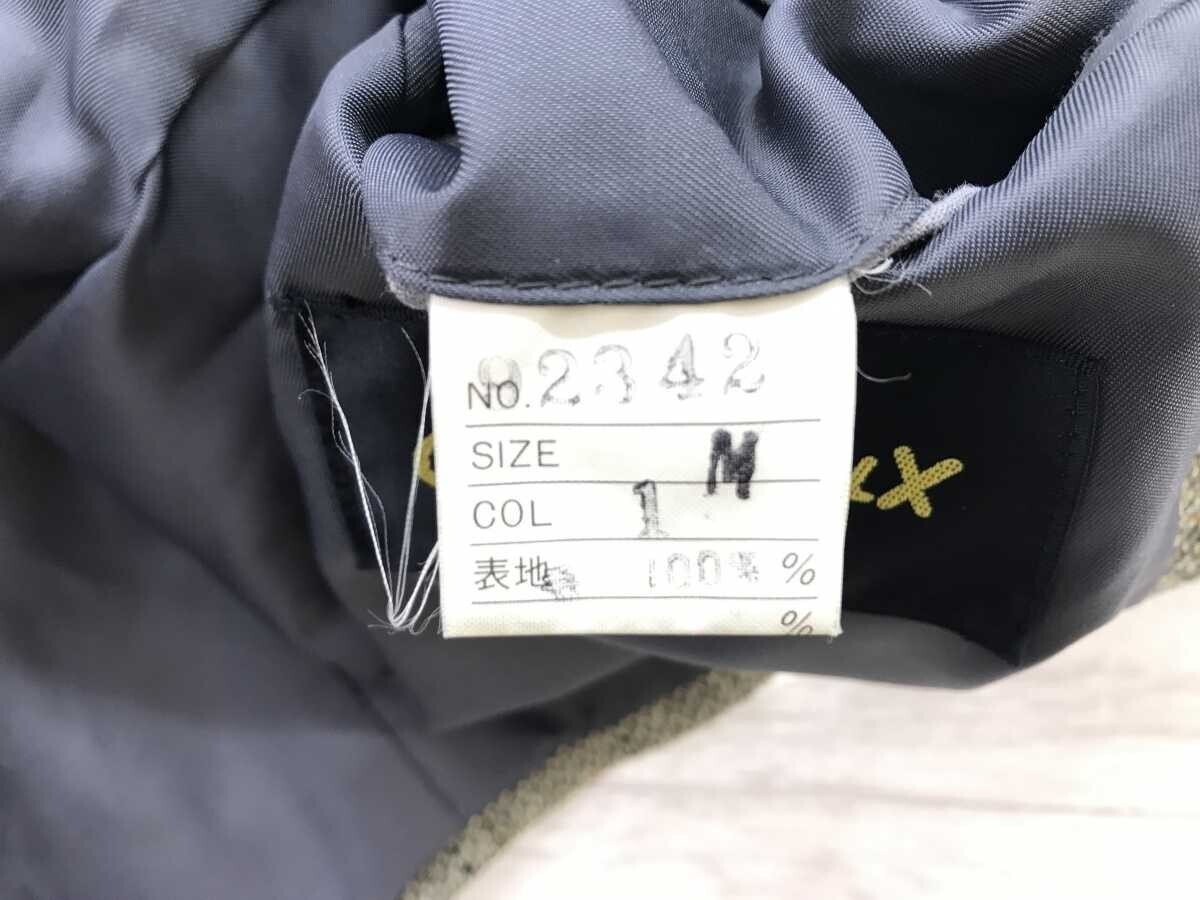 NO. 02342
SIZE M
COL 1
表地 100% %
%